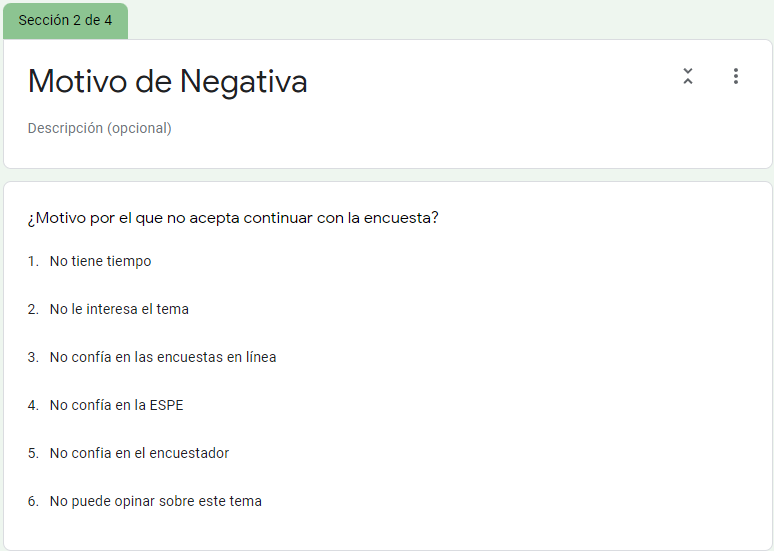 Sección 2 de 4
Motivo de Negativa
Descripción (opcional)
¿Motivo por el que no acepta continuar con la encuesta?
1. No tiene tiempo
2. No le interesa el tema
3. No confía en las encuestas en línea
4. No confía en la ESPE
5. No confia en el encuestador
6. No puede opinar sobre este tema